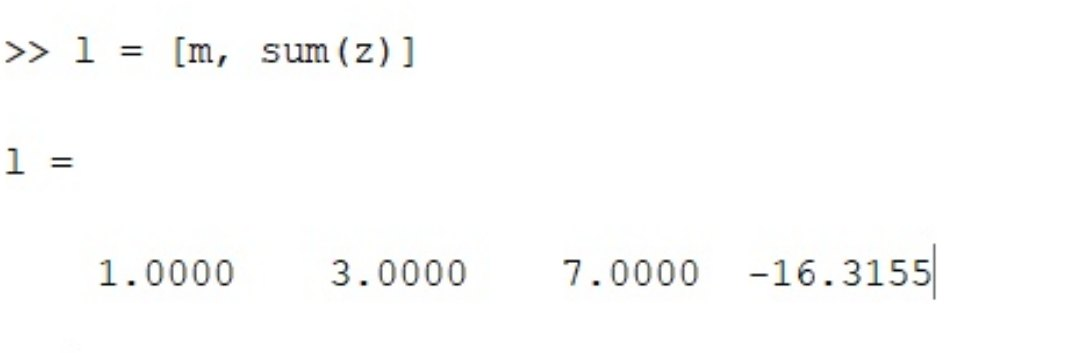 >> l = [m, sum(z)]
l =
1.0000 3.0000 7.0000 -16.3155